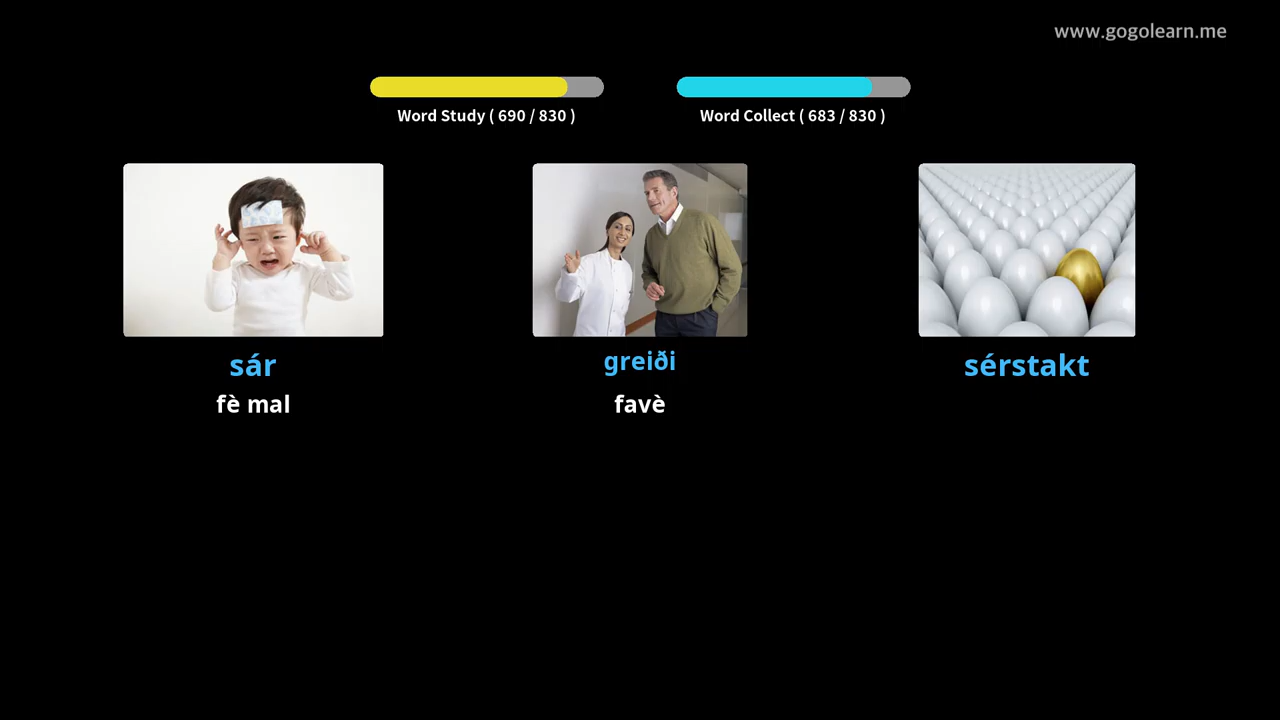 www.gogolearn.me
Word Study ( 690 / 830 )
Word Collect ( 683 / 830 )
sár
greiði
sérstakt
fè mal
favè